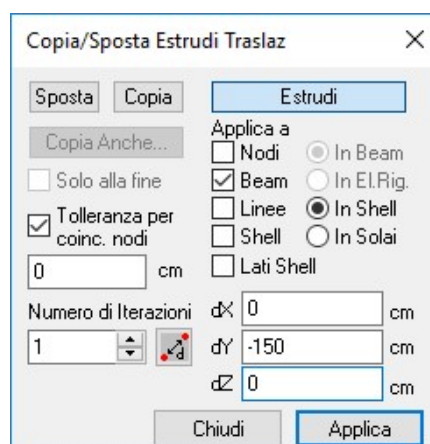 Copia/Sposta Estrudi Traslaz
Sposta Copia Estrudi
Copia Anche...
Applica a
Nodi In Beam
Solo alla fine
Beam In El.Rig.
Tolleranza per
coinc. nodi
Linee In Shell
Shell In Solai
0 cm
Lati Shell
Numero di Iterazioni
dX 0 cm
1
d
dY -150 cm
dZ 0 cm
Chiudi Applica